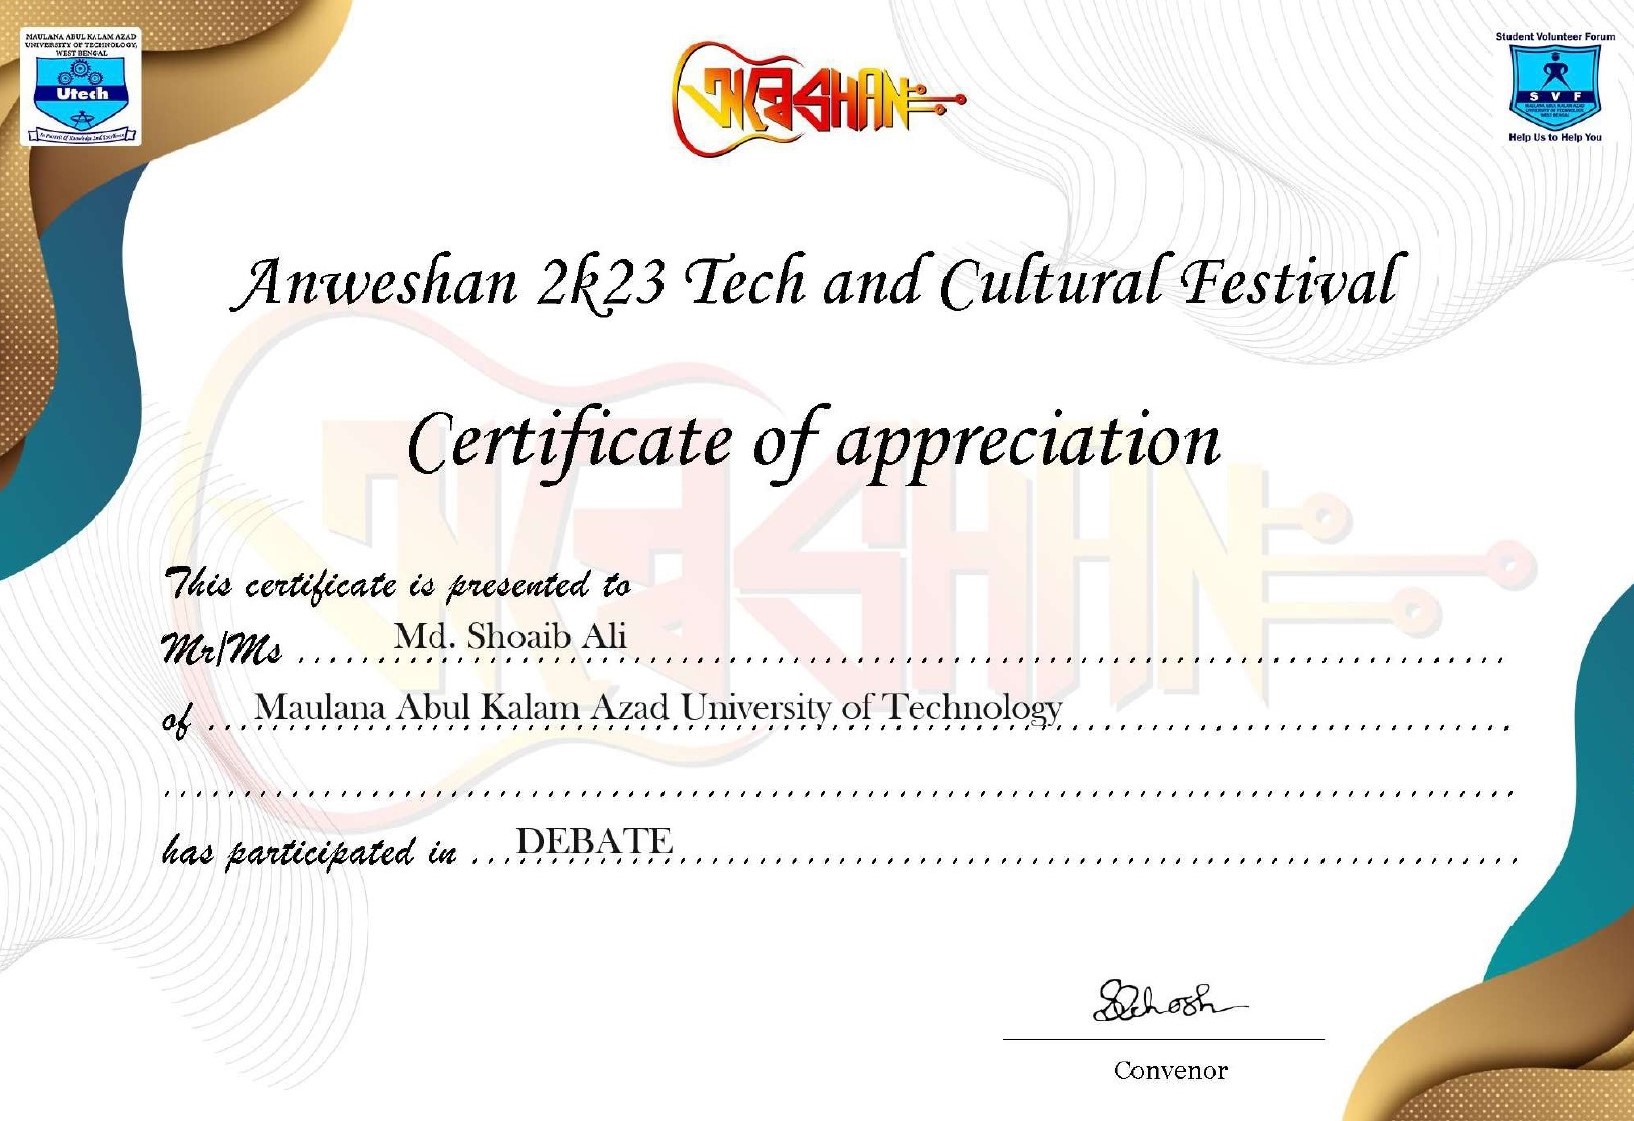 MAULANA ABUL KALAM AZAD
UNIVERSITY OF TECHNOLOGY,
WEST BENGAL
Utech
In Pursuit of Knowledge And Excellence
অন্বেSHAN
Student Volunteer Forum
S V F
MAULANA ABUL KALAM AZAD
UNIVERSITY OF TECHNOLOGY
WEST BENGAL
Help Us to Help You
Anweshan 2k23 Tech and Cultural Festival
Certificate of appreciation
This certificate is presented to
Mr/Ms Md. Shoaib Ali
of Maulana Abul Kalam Azad University of Technology
has participated in DEBATE
Convenor